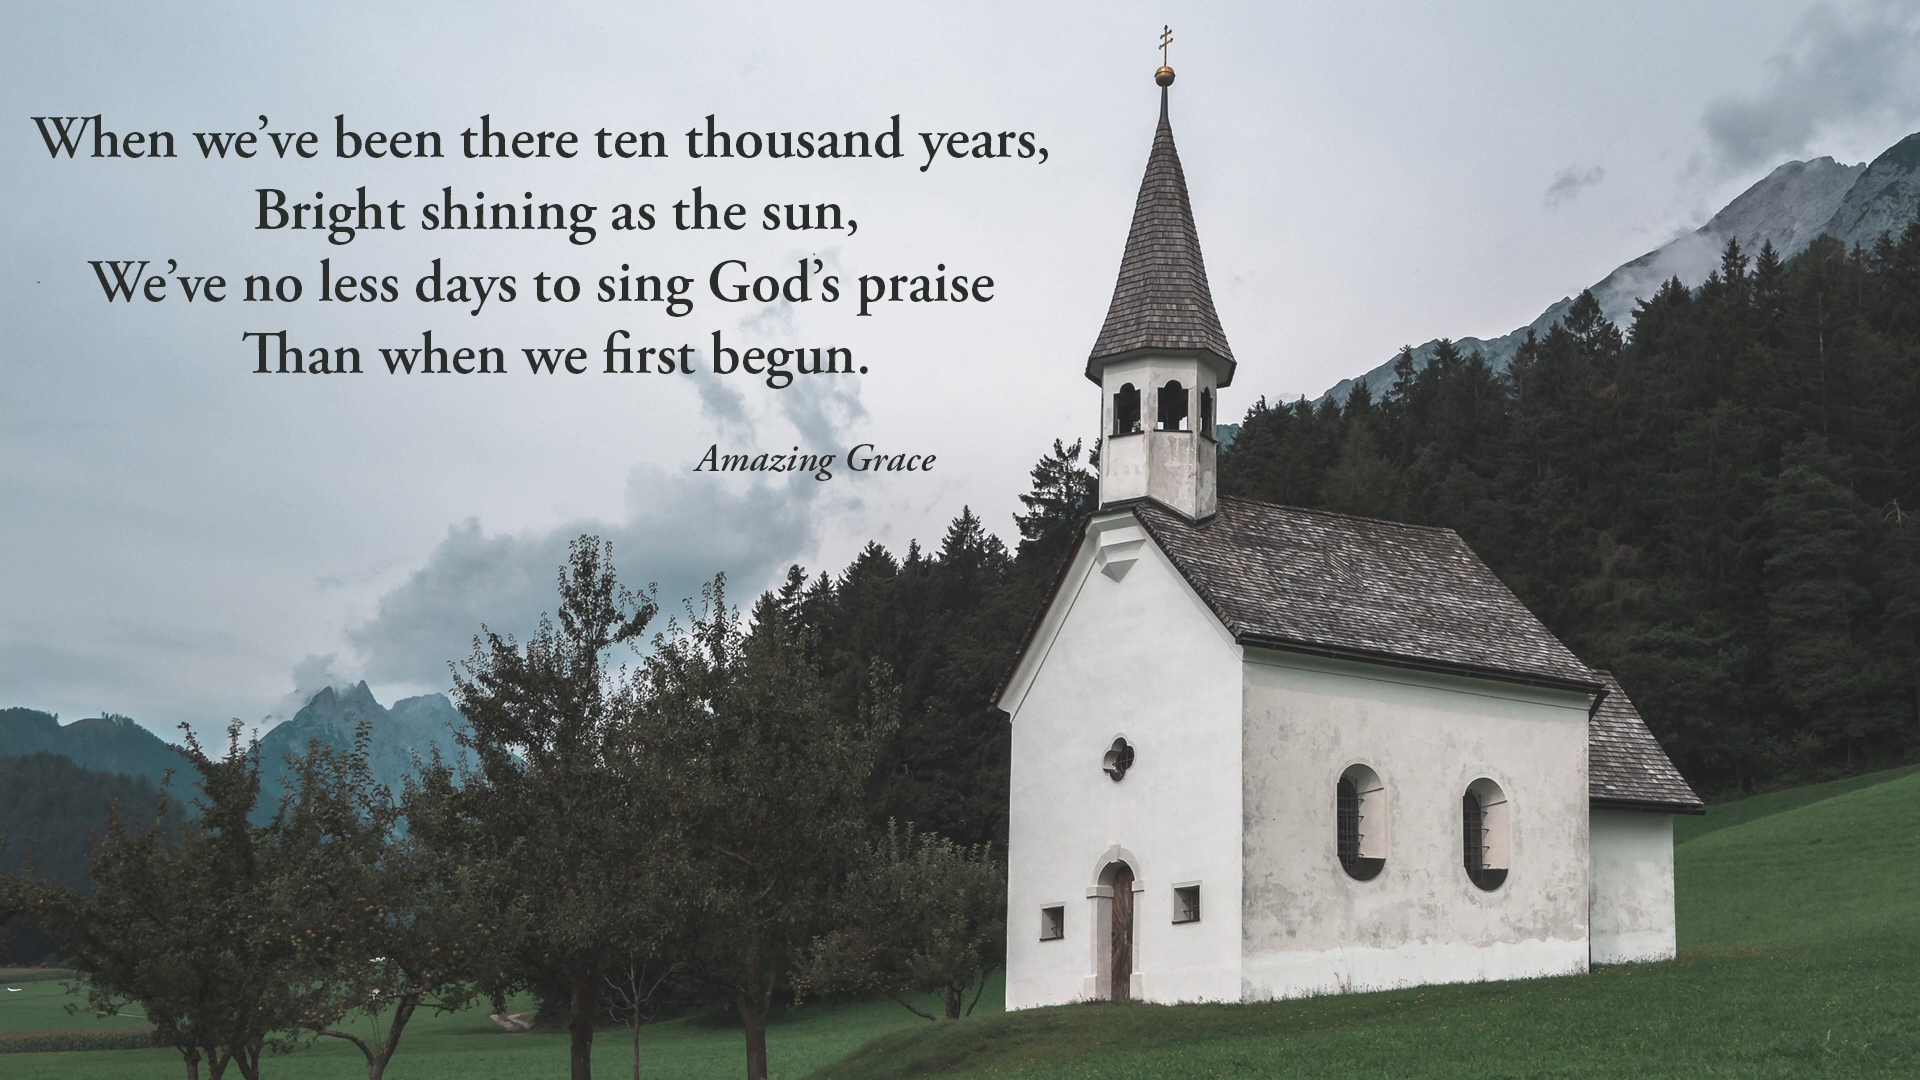 When we’ve been there ten thousand years,
Bright shining as the sun,
We’ve no less days to sing God’s praise
Than when we first begun.
Amazing Grace